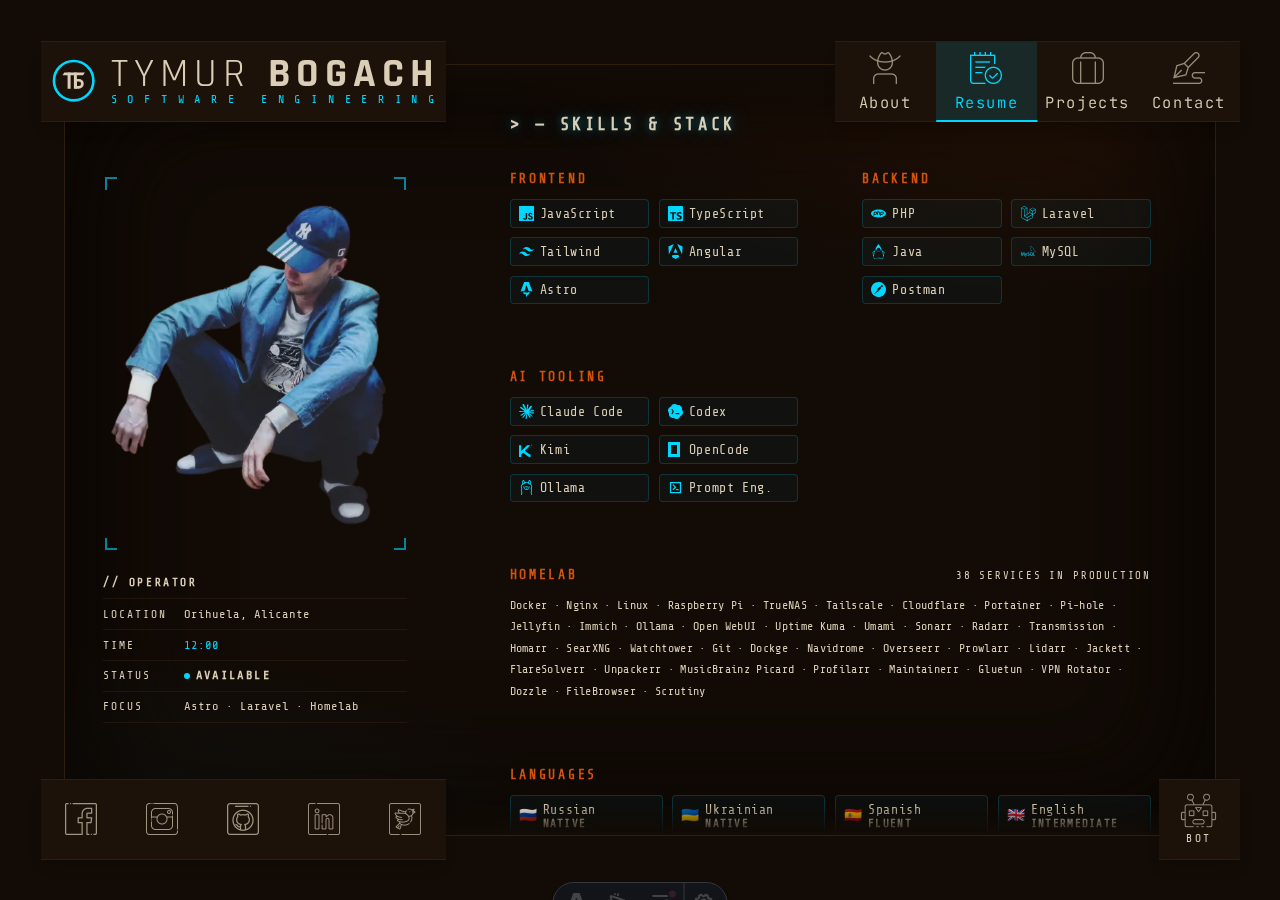 TYMUR BOGACH
SOFTWARE ENGINEERING
About
Resume
Projects
Contact
> — SKILLS & STACK
FRONTEND
JavaScript
TypeScript
Tailwind
Angular
Astro
BACKEND
PHP
Laravel
Java
MySQL
Postman
AI TOOLING
Claude Code
Codex
Kimi
OpenCode
Ollama
Prompt Eng.
// OPERATOR
LOCATION Orihuela, Alicante
TIME 12:00
STATUS AVAILABLE
FOCUS Astro · Laravel · Homelab
HOMELAB
38 SERVICES IN PRODUCTION
Docker · Nginx · Linux · Raspberry Pi · TrueNAS · Tailscale · Cloudflare · Portainer · Pi-hole ·
Jellyfin · Immich · Ollama · Open WebUI · Uptime Kuma · Umami · Sonarr · Radarr · Transmission ·
Homarr · SearXNG · Watchtower · Git · Dockge · Navidrome · Overseerr · Prowlarr · Lidarr · Jackett ·
FlareSolverr · Unpackerr · MusicBrainz Picard · Profilarr · Maintainerr · Gluetun · VPN Rotator ·
Dozzle · FileBrowser · Scrutiny
LANGUAGES
Russian
NATIVE
Ukrainian
NATIVE
Spanish
FLUENT
English
INTERMEDIATE
BOT